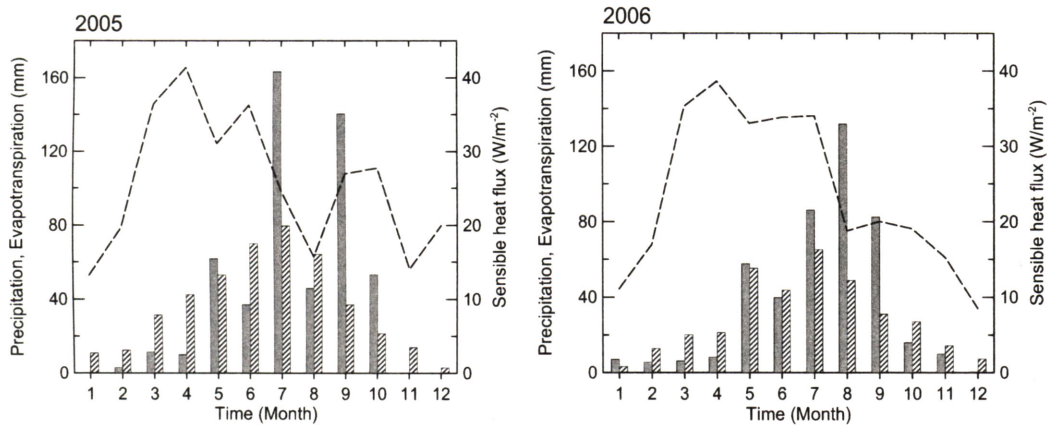 2005
Precipitation, Evapotranspiration (mm)
160
120
80
40
0
40
30
20
10
0
Sensible heat flux (W/m⁻²)
1 2 3 4 5 6 7 8 9 10 11 12
Time (Month)
2006
Precipitation, Evapotranspiration (mm)
160
120
80
40
0
40
30
20
10
0
Sensible heat flux (W/m⁻²)
1 2 3 4 5 6 7 8 9 10 11 12
Time (Month)